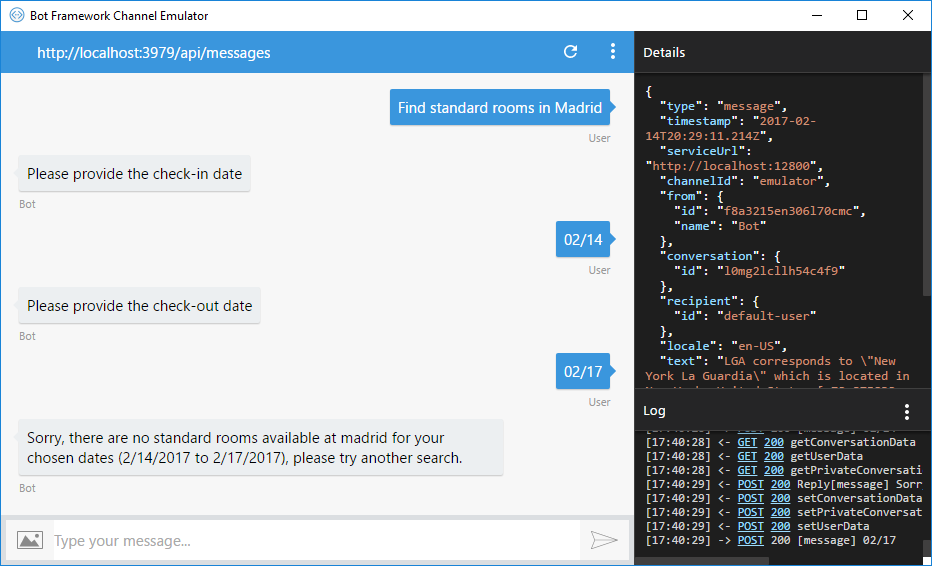 Bot Framework Channel Emulator
http://localhost:3979/api/messages
Find standard rooms in Madrid
User
Please provide the check-in date
Bot
02/14
User
Please provide the check-out date
Bot
02/17
User
Sorry, there are no standard rooms available at madrid for your
chosen dates (2/14/2017 to 2/17/2017), please try another search.
Bot
Type your message...
Details
{
"type": "message",
"timestamp": "2017-02-
14T20:29:11.214Z",
"serviceUrl":
"http://localhost:12800",
"channelId": "emulator",
"from": {
"id": "f8a3215en306l70cmc",
"name": "Bot"
},
"conversation": {
"id": "l0mg2lcllh54c4f9"
},
"recipient": {
"id": "default-user"
},
"locale": "en-US",
"text": "LGA corresponds to \"New
York La Guardia\" which is located in
Log
[17:40:28] <- GET 200 getConversationData
[17:40:28] <- GET 200 getUserData
[17:40:28] <- GET 200 getPrivateConversati
[17:40:29] <- POST 200 Reply[message] Sorr
[17:40:29] <- POST 200 setConversationData
[17:40:29] <- POST 200 setPrivateConversat
[17:40:29] <- POST 200 setUserData
[17:40:29] -> POST 200 [message] 02/17